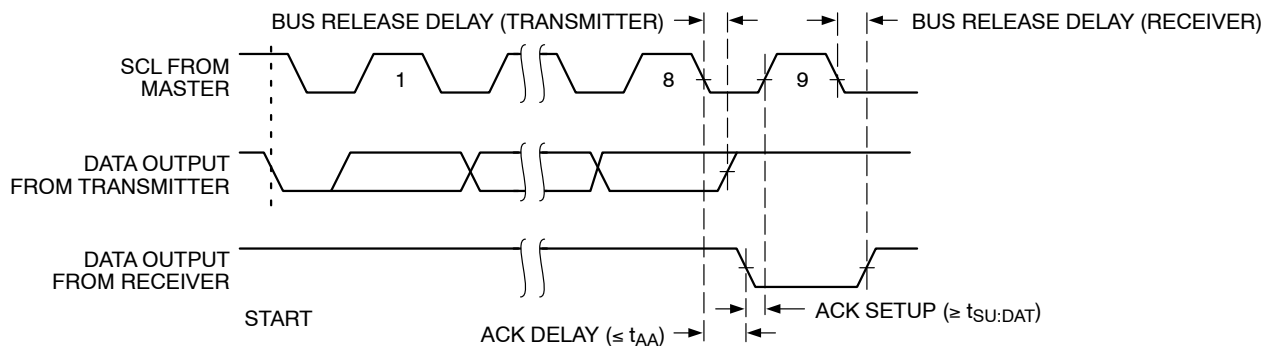 BUS RELEASE DELAY (TRANSMITTER)
BUS RELEASE DELAY (RECEIVER)
SCL FROM
MASTER
1
8
9
DATA OUTPUT
FROM TRANSMITTER
DATA OUTPUT
FROM RECEIVER
START
ACK SETUP (≥ tSU:DAT)
ACK DELAY (≤ tAA)